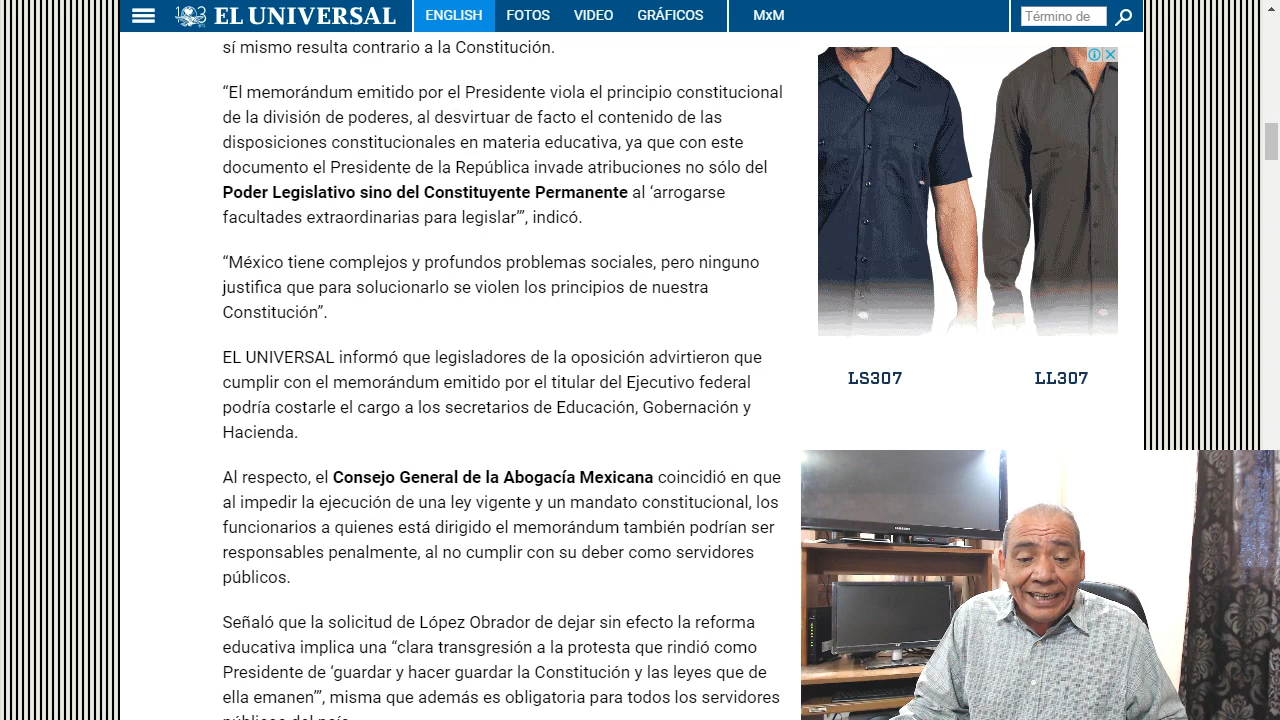 EL UNIVERSAL
ENGLISH
FOTOS
VIDEO
GRÁFICOS
MxM
Término de
sí mismo resulta contrario a la Constitución.
“El memorándum emitido por el Presidente viola el principio constitucional
de la división de poderes, al desvirtuar de facto el contenido de las
disposiciones constitucionales en materia educativa, ya que con este
documento el Presidente de la República invade atribuciones no sólo del
Poder Legislativo sino del Constituyente Permanente al ‘arrogarse
facultades extraordinarias para legislar’”, indicó.
“México tiene complejos y profundos problemas sociales, pero ninguno
justifica que para solucionarlo se violen los principios de nuestra
Constitución”.
EL UNIVERSAL informó que legisladores de la oposición advirtieron que
cumplir con el memorándum emitido por el titular del Ejecutivo federal
podría costarle el cargo a los secretarios de Educación, Gobernación y
Hacienda.
Al respecto, el Consejo General de la Abogacía Mexicana coincidió en que
al impedir la ejecución de una ley vigente y un mandato constitucional, los
funcionarios a quienes está dirigido el memorándum también podrían ser
responsables penalmente, al no cumplir con su deber como servidores
públicos.
Señaló que la solicitud de López Obrador de dejar sin efecto la reforma
educativa implica una “clara transgresión a la protesta que rindió como
Presidente de ‘guardar y hacer guardar la Constitución y las leyes que de
ella emanen’”, misma que además es obligatoria para todos los servidores
públicos del país.
LS307
LL307
SAMSUNG